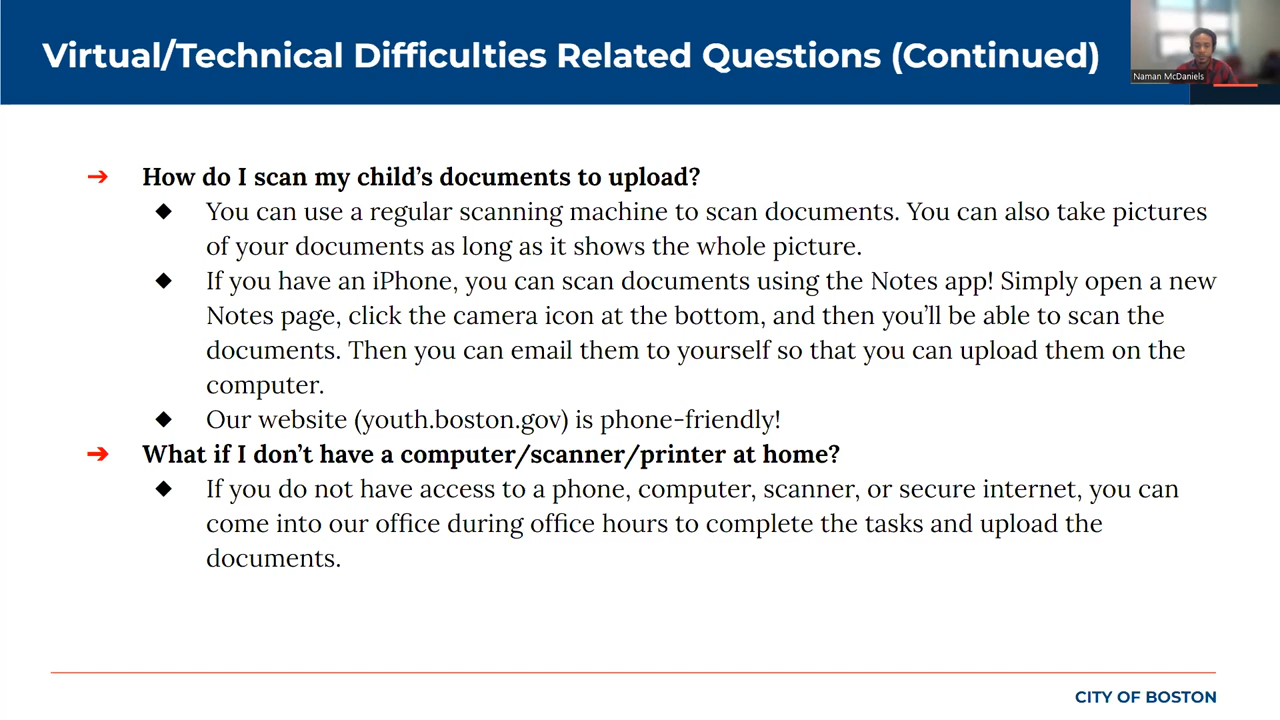 Virtual/Technical Difficulties Related Questions (Continued)
Naman McDaniels
➔ How do I scan my child’s documents to upload?
◆ You can use a regular scanning machine to scan documents. You can also take pictures
of your documents as long as it shows the whole picture.
◆ If you have an iPhone, you can scan documents using the Notes app! Simply open a new
Notes page, click the camera icon at the bottom, and then you’ll be able to scan the
documents. Then you can email them to yourself so that you can upload them on the
computer.
◆ Our website (youth.boston.gov) is phone-friendly!
➔ What if I don’t have a computer/scanner/printer at home?
◆ If you do not have access to a phone, computer, scanner, or secure internet, you can
come into our office during office hours to complete the tasks and upload the
documents.
CITY OF BOSTON